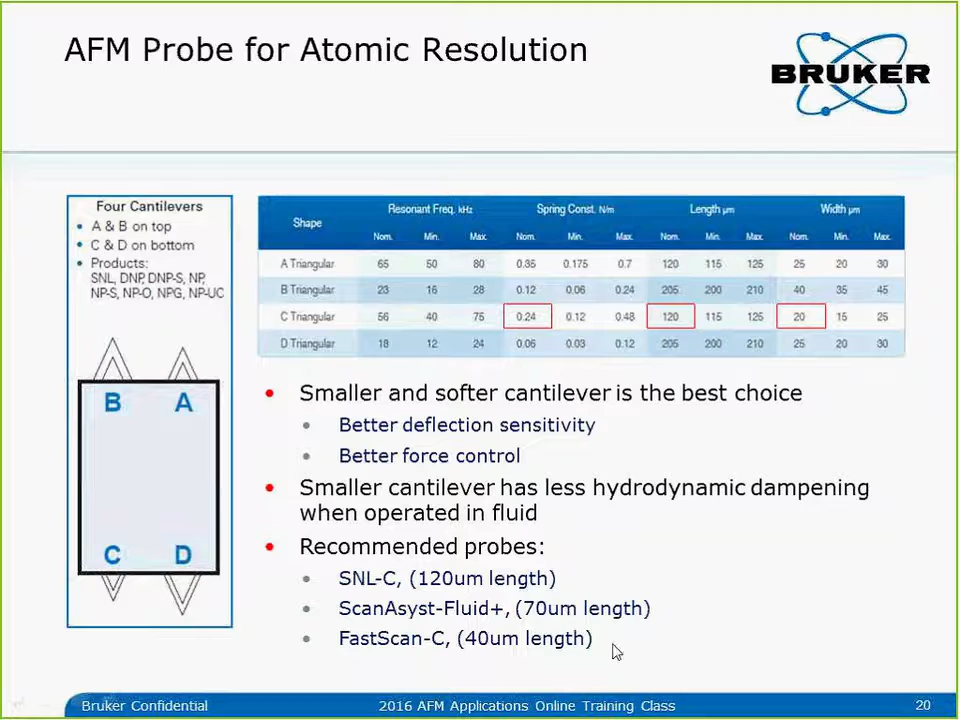 AFM Probe for Atomic Resolution
BRUKER
Four Cantilevers
• A & B on top
• C & D on bottom
• Products:
SNL, DNP, DNP-S, NP,
NP-S, NP-O, NPG, NP-UC
B A
C D
Shape Resonant Freq. kHz Spring Const. N/m Length µm Width µm
Nom. Min. Max. Nom. Min. Max. Nom. Min. Max. Nom. Min. Max.
A Triangular 65 50 80 0.35 0.175 0.7 120 115 125 25 20 30
B Triangular 23 16 28 0.12 0.06 0.24 205 200 210 40 35 45
C Triangular 56 40 75 0.24 0.12 0.48 120 115 125 20 15 25
D Triangular 18 12 24 0.06 0.03 0.12 205 200 210 25 20 30
• Smaller and softer cantilever is the best choice
• Better deflection sensitivity
• Better force control
• Smaller cantilever has less hydrodynamic dampening
when operated in fluid
• Recommended probes:
• SNL-C, (120um length)
• ScanAsyst-Fluid+, (70um length)
• FastScan-C, (40um length)
Bruker Confidential 2016 AFM Applications Online Training Class 20